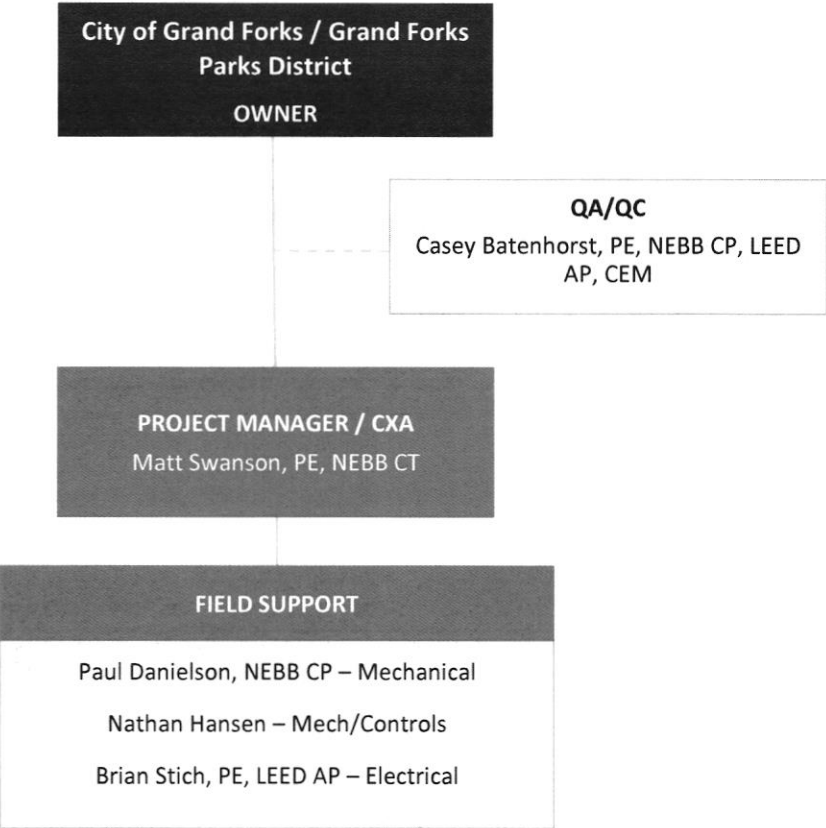 City of Grand Forks / Grand Forks
Parks District
OWNER
QA/QC
Casey Batenhorst, PE, NEBB CP, LEED
AP, CEM
PROJECT MANAGER / CXA
Matt Swanson, PE, NEBB CT
FIELD SUPPORT
Paul Danielson, NEBB CP – Mechanical
Nathan Hansen – Mech/Controls
Brian Stich, PE, LEED AP – Electrical